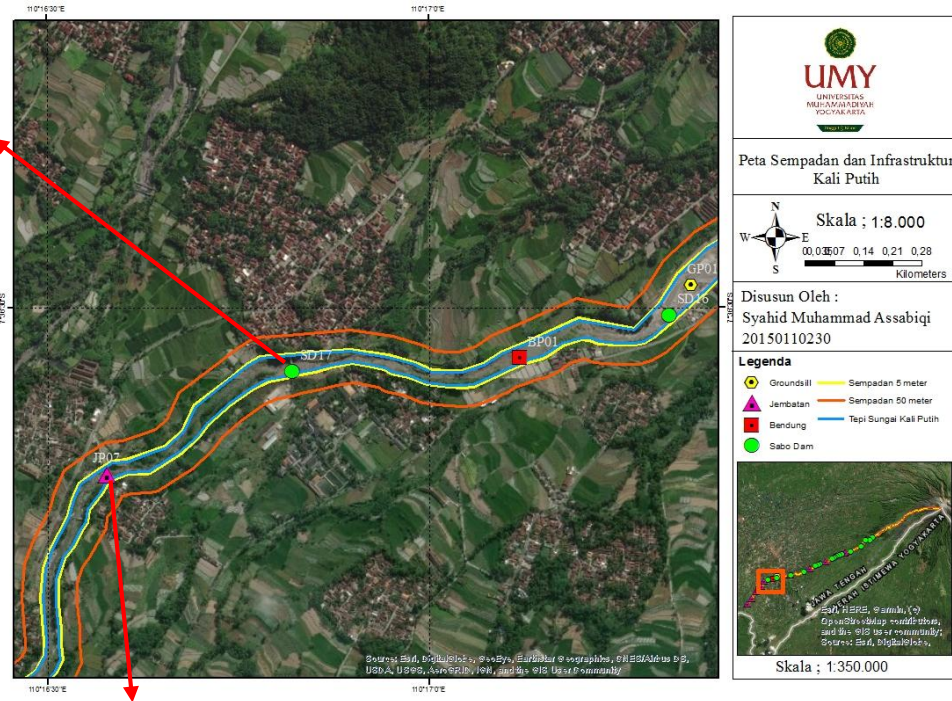 110°16'30"E
110°17'0"E
GP01
SD16
BP01
SD17
JP07
Source: Esri, DigitalGlobe, GeoEye, Earthstar Geographics, CNES/Airbus DS,
USDA, USGS, AeroGRID, IGN, and the GIS User Community
110°16'30"E
110°17'0"E
UMY
UNIVERSITAS
MUHAMMADIYAH
YOGYAKARTA
Peta Sempadan dan Infrastruktur
Kali Putih
N
W
E
S
Skala ; 1:8.000
0,14 0,21 0,28
Kilometers
Disusun Oleh :
Syahid Muhammad Assabiqi
20150110230
Legenda
Groundsill
Sempadan 5 meter
Jembatan
Sempadan 50 meter
Bendung
Tepi Sungai Kali Putih
Sabo Dam
JAWA TENGAH
DAERAH ISTIMEWA YOGYAKARTA
Esri, HERE, Garmin, (c)
OpenStreetMap contributors,
and the GIS user community;
Source: Esri, DigitalGlobe,
Skala ; 1:350.000